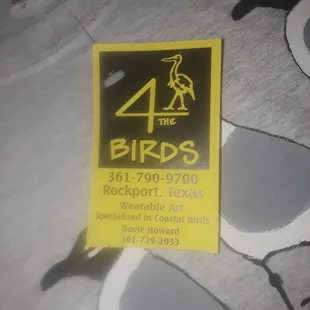 4 THE
BIRDS
361-790-9700
Rockport, Texas
Wearable Art
Specialized in Coastal Birds
Dovie Howard
361-729-2933